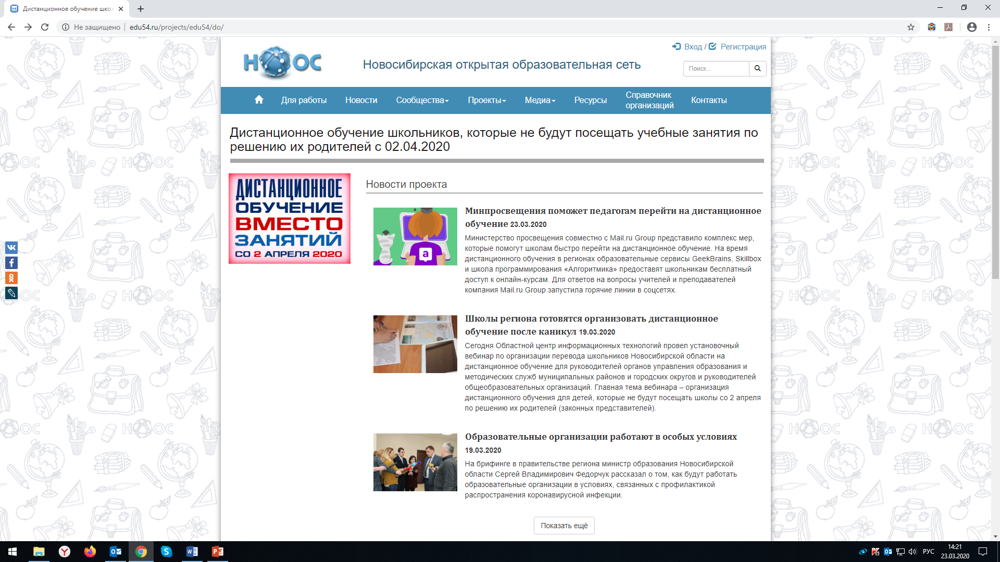 Дистанционное обучение школ
Не защищено
edu54.ru/projects/edu54/do/
Вход / Регистрация
НООС
Новосибирская открытая образовательная сеть
Поиск...
Для работы
Новости
Сообщества
Проекты
Медиа
Ресурсы
Справочник
организаций
Контакты
Дистанционное обучение школьников, которые не будут посещать учебные занятия по
решению их родителей с 02.04.2020
ДИСТАНЦИОННОЕ
ОБУЧЕНИЕ
ВМЕСТО
ЗАНЯТИЙ
СО 2 АПРЕЛЯ 2020
Новости проекта
Минпросвещения поможет педагогам перейти на дистанционное
обучение 23.03.2020
Министерство просвещения совместно с Mail.ru Group представило комплекс мер,
которые помогут школам быстро перейти на дистанционное обучение. На время
дистанционного обучения в регионах образовательные сервисы GeekBrains, Skillbox
и школа программирования «Алгоритмика» предоставят школьникам бесплатный
доступ к онлайн-курсам. Для ответов на вопросы учителей и преподавателей
компания Mail.ru Group запустила горячие линии в соцсетях.
Школы региона готовятся организовать дистанционное
обучение после каникул 19.03.2020
Сегодня Областной центр информационных технологий провел установочный
вебинар по организации перевода школьников Новосибирской области на
дистанционное обучение для руководителей органов управления образования и
методических служб муниципальных районов и городских округов и руководителей
общеобразовательных организаций. Главная тема вебинара – организация
дистанционного обучения для детей, которые не будут посещать школы со 2 апреля
по решению их родителей (законных представителей).
Образовательные организации работают в особых условиях
19.03.2020
На брифинге в правительстве региона министр образования Новосибирской
области Сергей Владимирович Федорчук рассказал о том, как будут работать
образовательные организации в условиях, связанных с профилактикой
распространения коронавирусной инфекции.
Показать ещё
РУС
14:21
23.03.2020